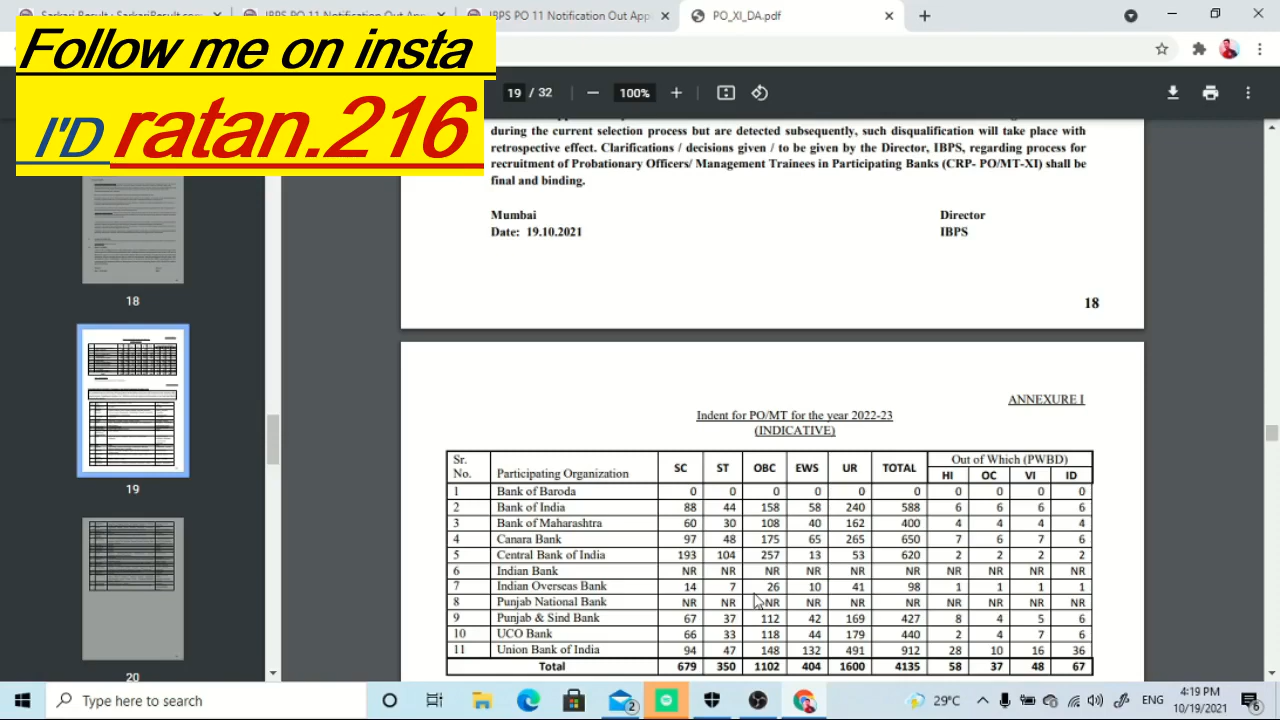 Sarkari Result: SarkariResult.com
IBPS PO 11 Notification Out App
IBPS PO 11 Notification Out App
PO_XI_DA.pdf
Follow me on insta
I'D ratan.216
19 / 32
100%
during the current selection process but are detected subsequently, such disqualification will take place with
retrospective effect. Clarifications / decisions given / to be given by the Director, IBPS, regarding process for
recruitment of Probationary Officers/ Management Trainees in Participating Banks (CRP- PO/MT-XI) shall be
final and binding.
Mumbai Director
Date: 19.10.2021 IBPS
18
18
19
20
ANNEXURE I
Indent for PO/MT for the year 2022-23
(INDICATIVE)
Sr. No. Participating Organization SC ST OBC EWS UR TOTAL Out of Which (PWBD)
HI OC VI ID
1 Bank of Baroda 0 0 0 0 0 0 0 0 0 0
2 Bank of India 88 44 158 58 240 588 6 6 6 6
3 Bank of Maharashtra 60 30 108 40 162 400 4 4 4 4
4 Canara Bank 97 48 175 65 265 650 7 6 7 6
5 Central Bank of India 193 104 257 13 53 620 2 2 2 2
6 Indian Bank NR NR NR NR NR NR NR NR NR NR
7 Indian Overseas Bank 14 7 26 10 41 98 1 1 1 1
8 Punjab National Bank NR NR NR NR NR NR NR NR NR NR
9 Punjab & Sind Bank 67 37 112 42 169 427 8 4 5 6
10 UCO Bank 66 33 118 44 179 440 2 4 7 6
11 Union Bank of India 94 47 148 132 491 912 28 10 16 36
Total 679 350 1102 404 1600 4135 58 37 48 67
Type here to search
2
29°C
ENG
4:19 PM
10/19/2021
6